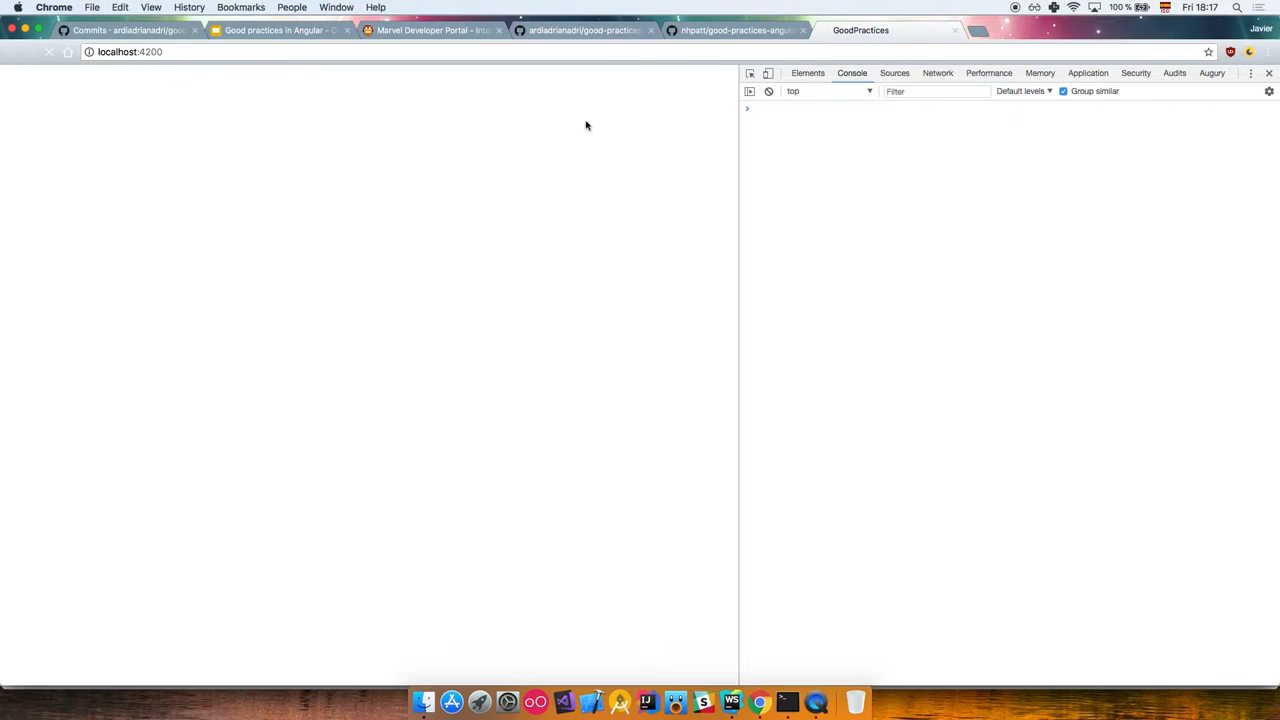 Chrome File Edit View History Bookmarks People Window Help 100 % Fri 18:17
Commits · ardiadrianadri/good Good practices in Angular - G Marvel Developer Portal - Inte ardiadrianadri/good-practices nhpatt/good-practices-angul GoodPractices Javier
localhost:4200
Elements Console Sources Network Performance Memory Application Security Audits Augury
top Filter Default levels Group similar